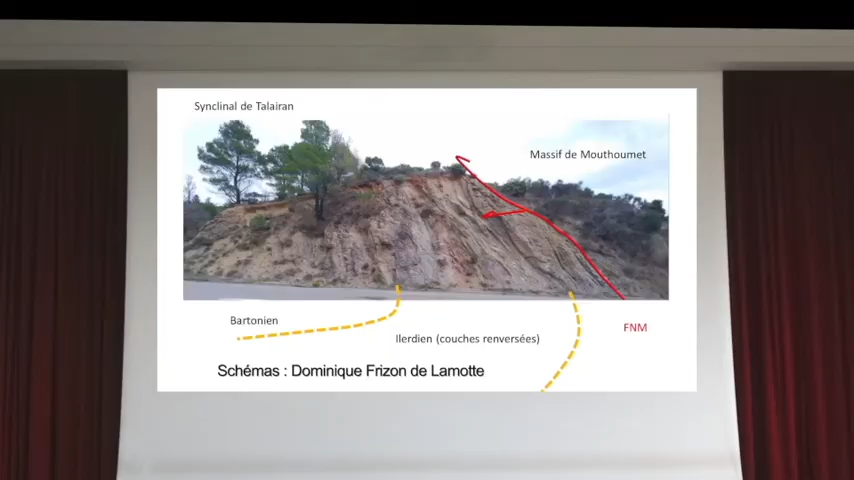 Synclinal de Talairan
Massif de Mouthoumet
Bartonien
Ilerdien (couches renversées)
FNM
Schémas : Dominique Frizon de Lamotte